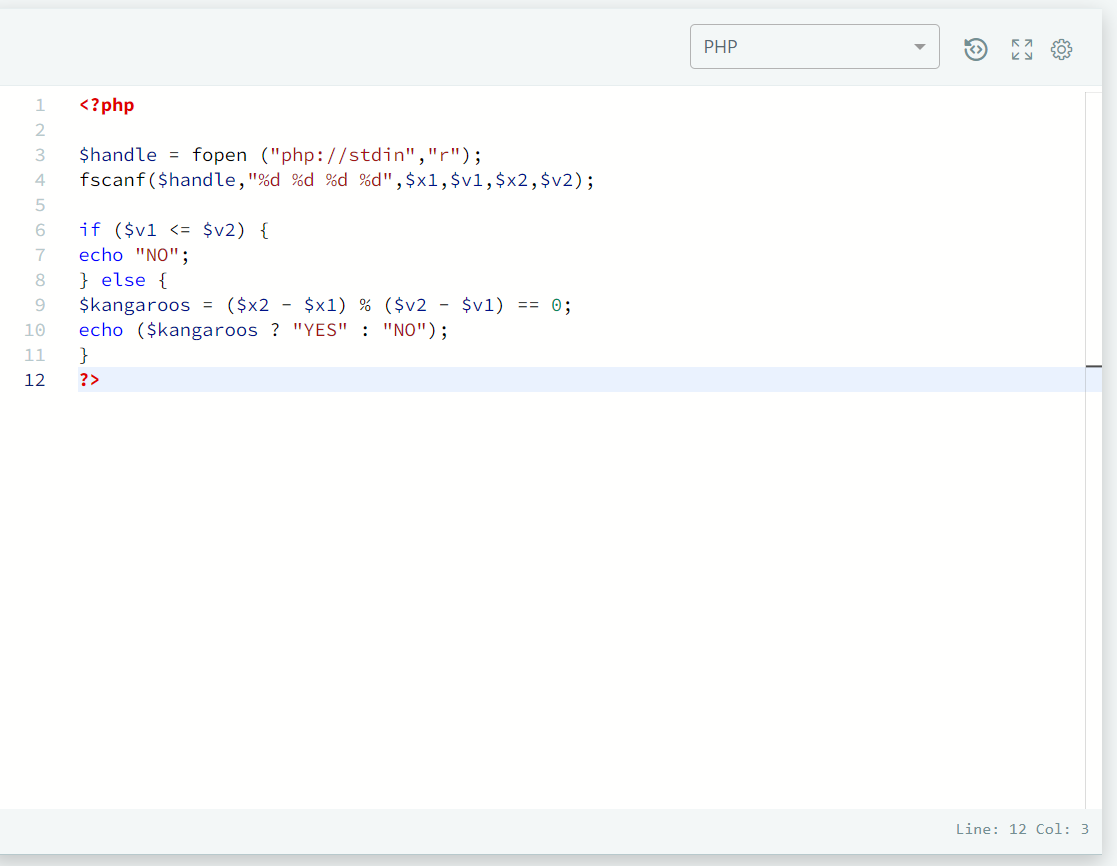 PHP
1 <?php
2
3 $handle = fopen ("php://stdin","r");
4 fscanf($handle,"%d %d %d %d",$x1,$v1,$x2,$v2);
5
6 if ($v1 <= $v2) {
7 echo "NO";
8 } else {
9 $kangaroos = ($x2 - $x1) % ($v2 - $v1) == 0;
10 echo ($kangaroos ? "YES" : "NO");
11 }
12 ?>
Line: 12 Col: 3